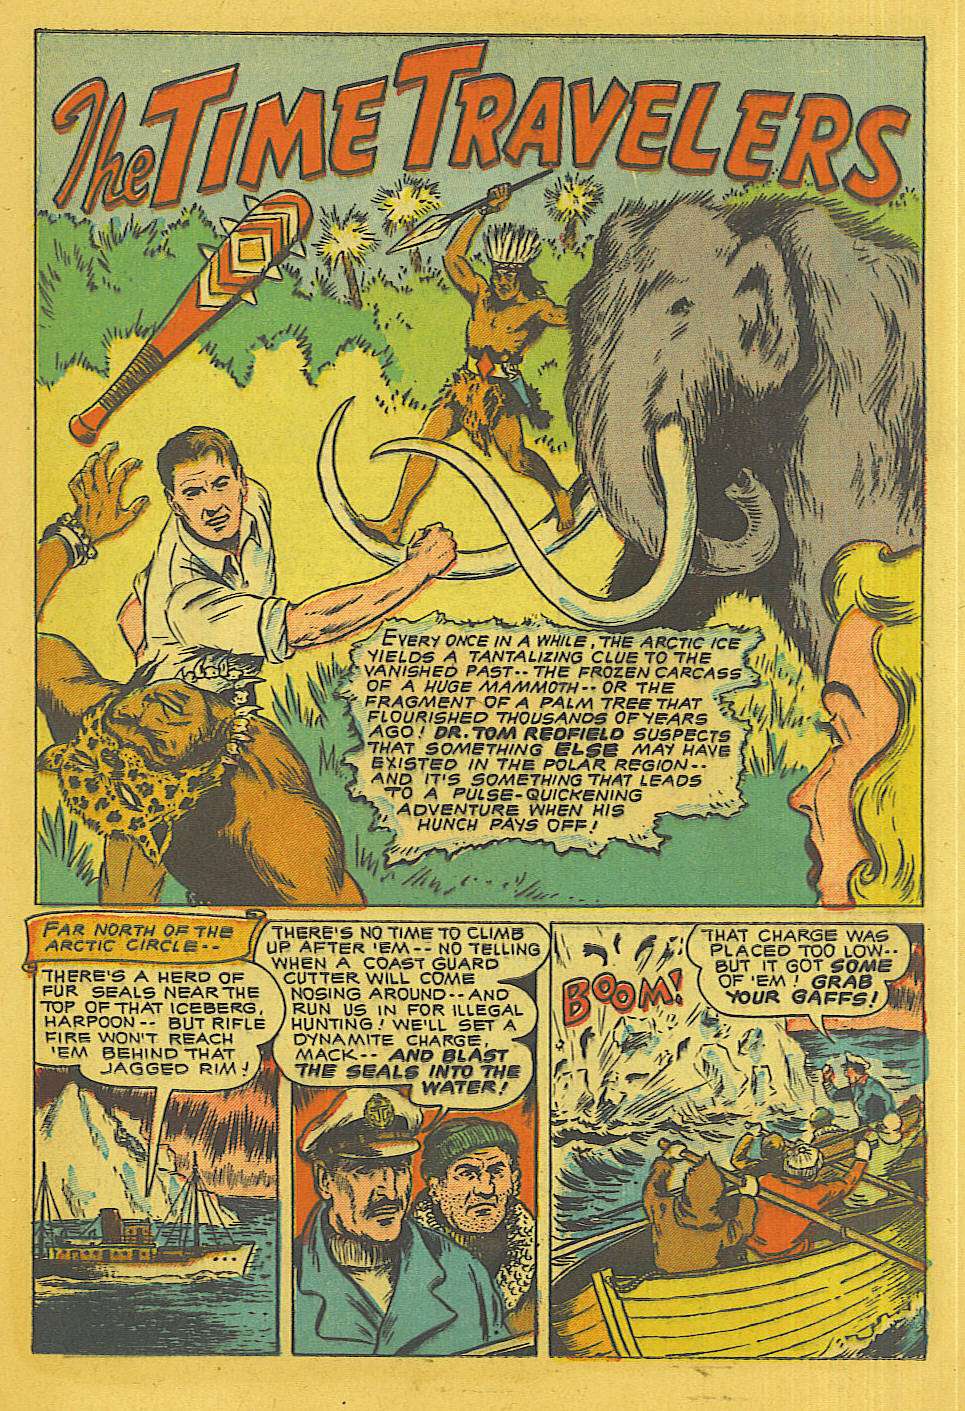 The TIME TRAVELERS
EVERY ONCE IN A WHILE, THE ARCTIC ICE
YIELDS A TANTALIZING CLUE TO THE
VANISHED PAST-- THE FROZEN CARCASS
OF A HUGE MAMMOTH-- OR THE
FRAGMENT OF A PALM TREE THAT
FLOURISHED THOUSANDS OF YEARS
AGO! DR. TOM REDFIELD SUSPECTS
THAT SOMETHING ELSE MAY HAVE
EXISTED IN THE POLAR REGION--
AND IT'S SOMETHING THAT LEADS
TO A PULSE-QUICKENING
ADVENTURE WHEN HIS
HUNCH PAYS OFF!
FAR NORTH OF THE
ARCTIC CIRCLE--
THERE'S A HERD OF
FUR SEALS NEAR THE
TOP OF THAT ICEBERG,
HARPOON-- BUT RIFLE
FIRE WON'T REACH
'EM BEHIND THAT
JAGGED RIM!
THERE'S NO TIME TO CLIMB
UP AFTER 'EM-- NO TELLING
WHEN A COAST GUARD
CUTTER WILL COME
NOSING AROUND-- AND
RUN US IN FOR ILLEGAL
HUNTING! WE'LL SET A
DYNAMITE CHARGE,
MACK-- AND BLAST
THE SEALS INTO THE
WATER!
BOOM!
THAT CHARGE WAS
PLACED TOO LOW--
BUT IT GOT SOME
OF 'EM! GRAB
YOUR GAFFS!